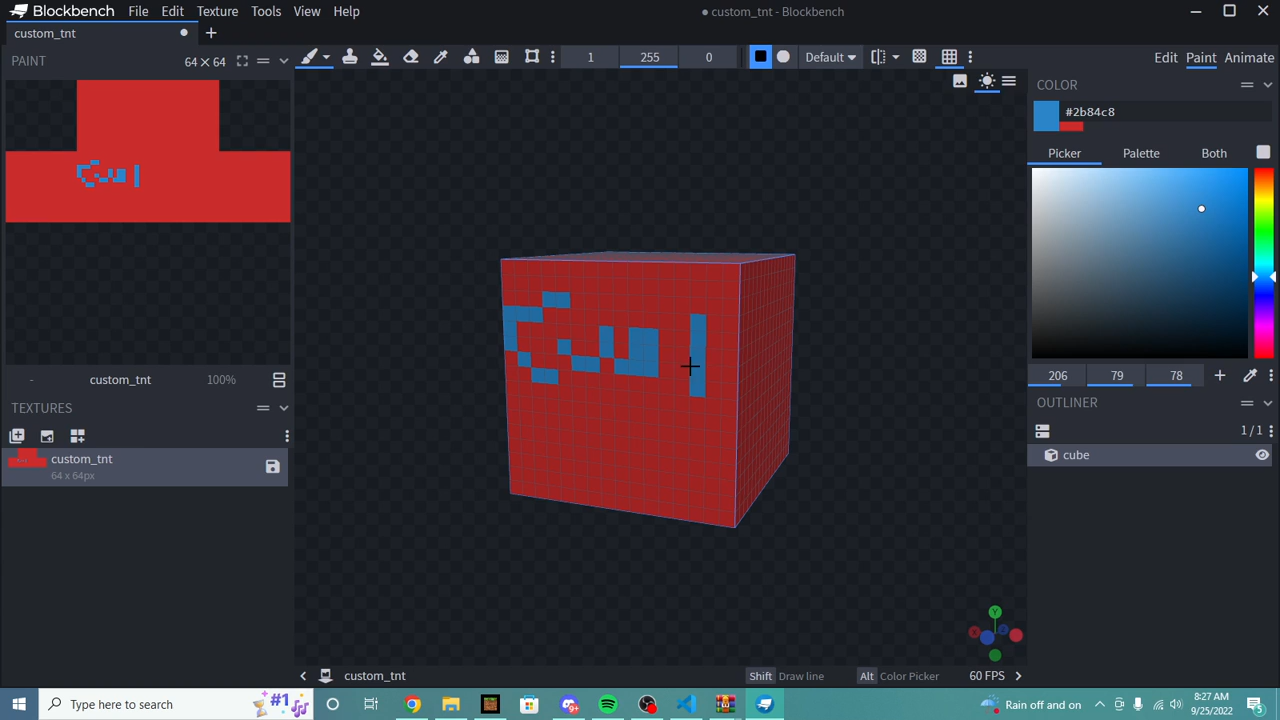 Blockbench File Edit Texture Tools View Help custom_tnt - Blockbench
custom_tnt
PAINT 64 × 64 1 255 0 Default Edit Paint Animate
COLOR
#2b84c8
Picker Palette Both
- custom_tnt 100% 206 79 78
TEXTURES OUTLINER
1 / 1
custom_tnt cube
64 x 64px
custom_tnt Shift Draw line Alt Color Picker 60 FPS
Type here to search #1 9+ Rain off and on 8:27 AM
9/25/2022 5